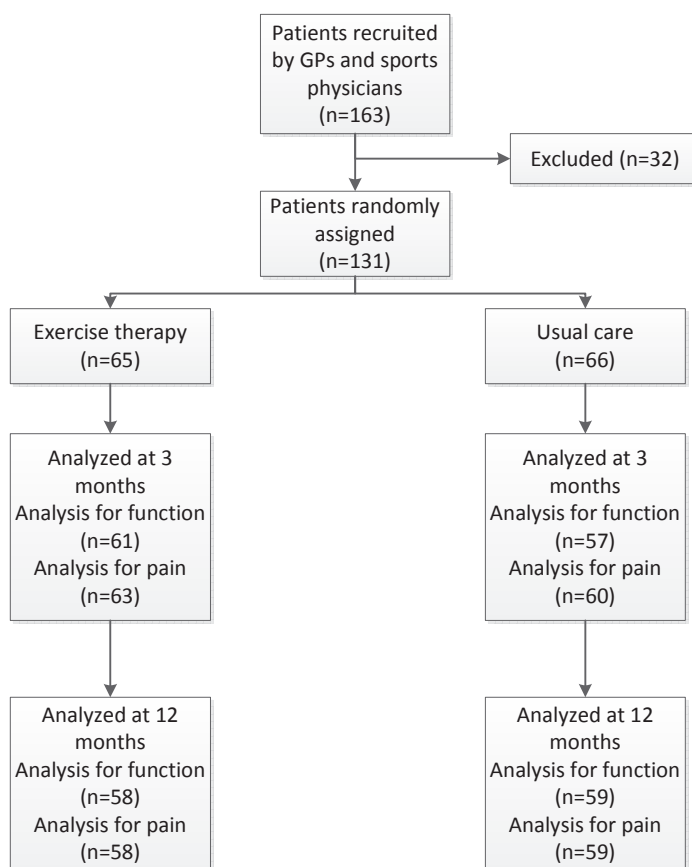 Patients recruited
by GPs and sports
physicians
(n=163)
Excluded (n=32)
Patients randomly
assigned
(n=131)
Exercise therapy
(n=65)
Usual care
(n=66)
Analyzed at 3
months
Analysis for function
(n=61)
Analysis for pain
(n=63)
Analyzed at 3
months
Analysis for function
(n=57)
Analysis for pain
(n=60)
Analyzed at 12
months
Analysis for function
(n=58)
Analysis for pain
(n=58)
Analyzed at 12
months
Analysis for function
(n=59)
Analysis for pain
(n=59)